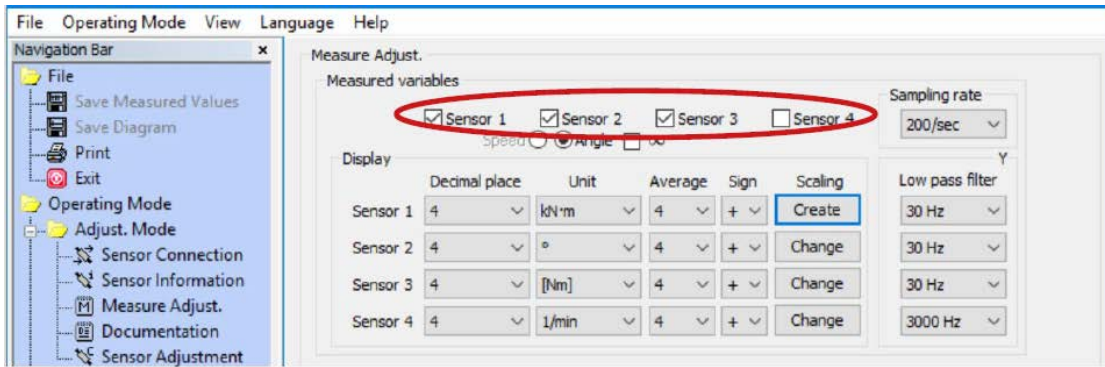 File Operating Mode View Language Help
Navigation Bar x
File
Save Measured Values
Save Diagram
Print
Exit
Operating Mode
Adjust. Mode
Sensor Connection
Sensor Information
Measure Adjust.
Documentation
Sensor Adjustment
Measure Adjust.
Measured variables
Sensor 1 Sensor 2 Sensor 3 Sensor 4
Speed Angle ∞
Sampling rate
200/sec
Display
Decimal place Unit Average Sign Scaling
Sensor 1 4 kN·m 4 + Create
Sensor 2 4 ° 4 + Change
Sensor 3 4 [Nm] 4 + Change
Sensor 4 4 1/min 4 + Change
Y
Low pass filter
30 Hz
30 Hz
30 Hz
3000 Hz